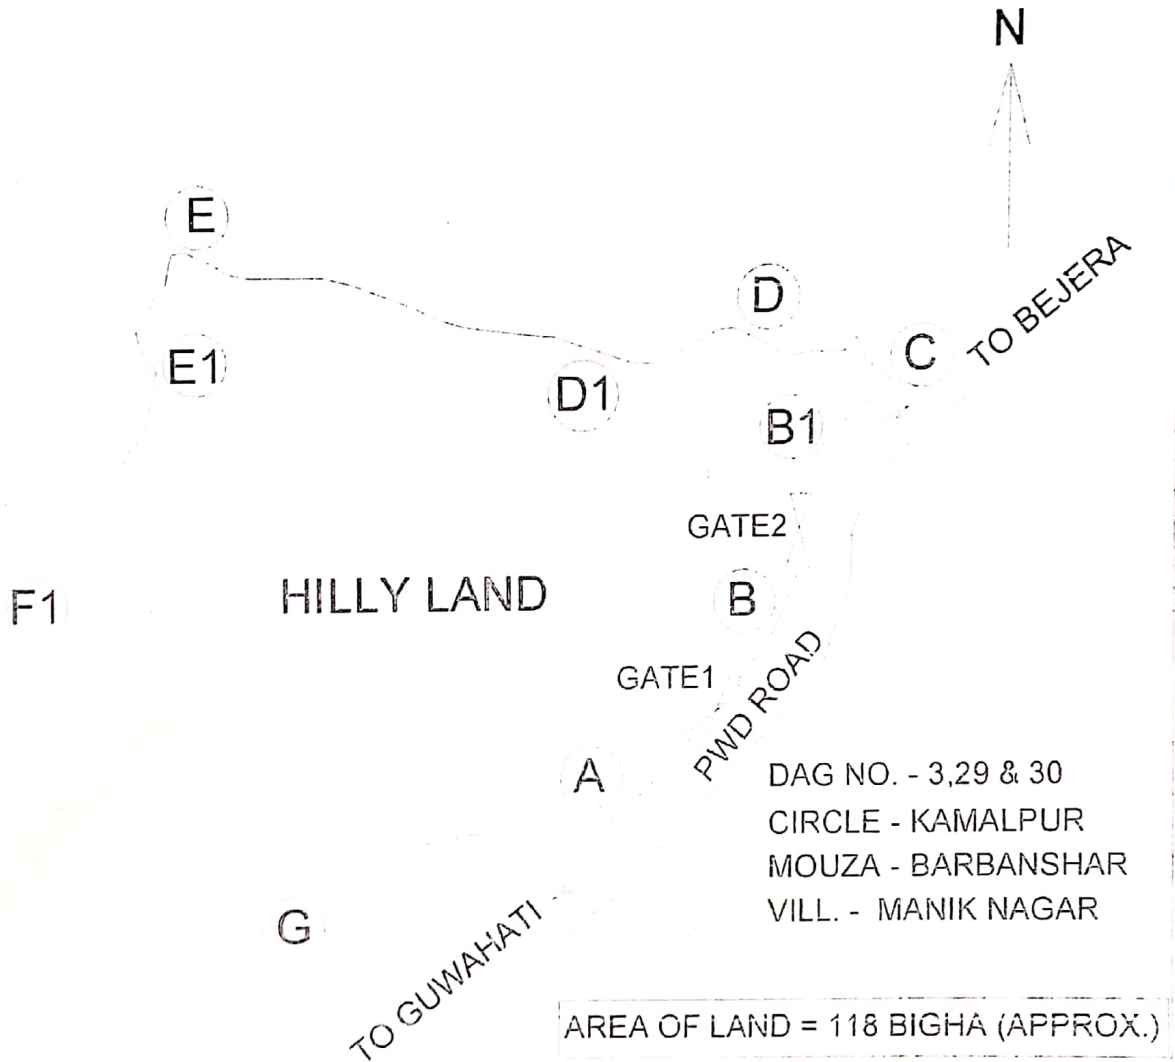 N
E
D
C
TO BEJERA
E1
D1
B1
GATE2
F1
HILLY LAND
B
GATE1
PWD ROAD
A
DAG NO. - 3,29 & 30
CIRCLE - KAMALPUR
MOUZA - BARBANSHAR
VILL. - MANIK NAGAR
G
TO GUWAHATI
AREA OF LAND = 118 BIGHA (APPROX.)